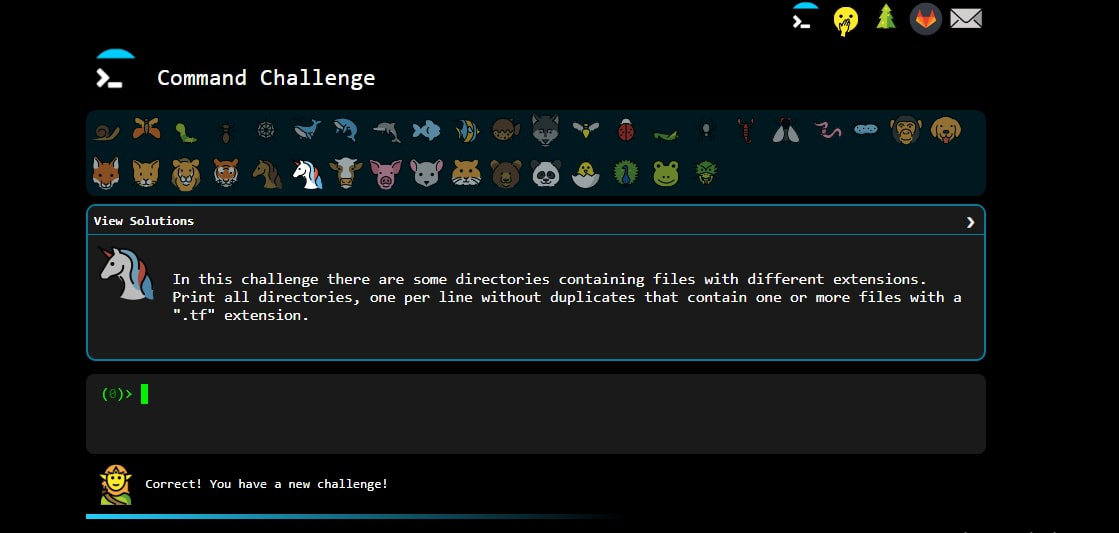 Command Challenge
View Solutions
In this challenge there are some directories containing files with different extensions.
Print all directories, one per line without duplicates that contain one or more files with a
".tf" extension.
(0)>
Correct! You have a new challenge!